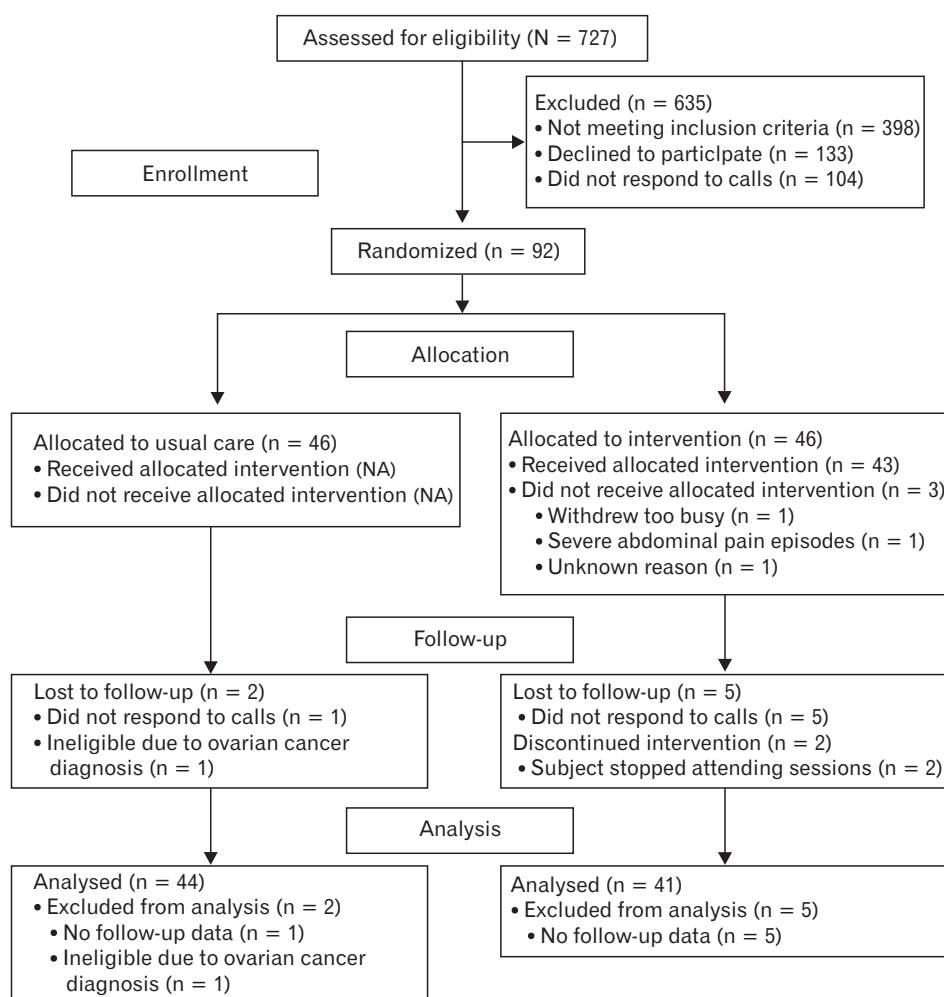 Assessed for eligibility (N = 727)
Excluded (n = 635)
• Not meeting inclusion criteria (n = 398)
• Declined to particlpate (n = 133)
• Did not respond to calls (n = 104)
Enrollment
Randomized (n = 92)
Allocation
Allocated to usual care (n = 46)
• Received allocated intervention (NA)
• Did not receive allocated intervention (NA)
Allocated to intervention (n = 46)
• Received allocated intervention (n = 43)
• Did not receive allocated intervention (n = 3)
• Withdrew too busy (n = 1)
• Severe abdominal pain episodes (n = 1)
• Unknown reason (n = 1)
Follow-up
Lost to follow-up (n = 2)
• Did not respond to calls (n = 1)
• Ineligible due to ovarian cancer
diagnosis (n = 1)
Lost to follow-up (n = 5)
• Did not respond to calls (n = 5)
Discontinued intervention (n = 2)
• Subject stopped attending sessions (n = 2)
Analysis
Analysed (n = 44)
• Excluded from analysis (n = 2)
• No follow-up data (n = 1)
• Ineligible due to ovarian cancer
diagnosis (n = 1)
Analysed (n = 41)
• Excluded from analysis (n = 5)
• No follow-up data (n = 5)